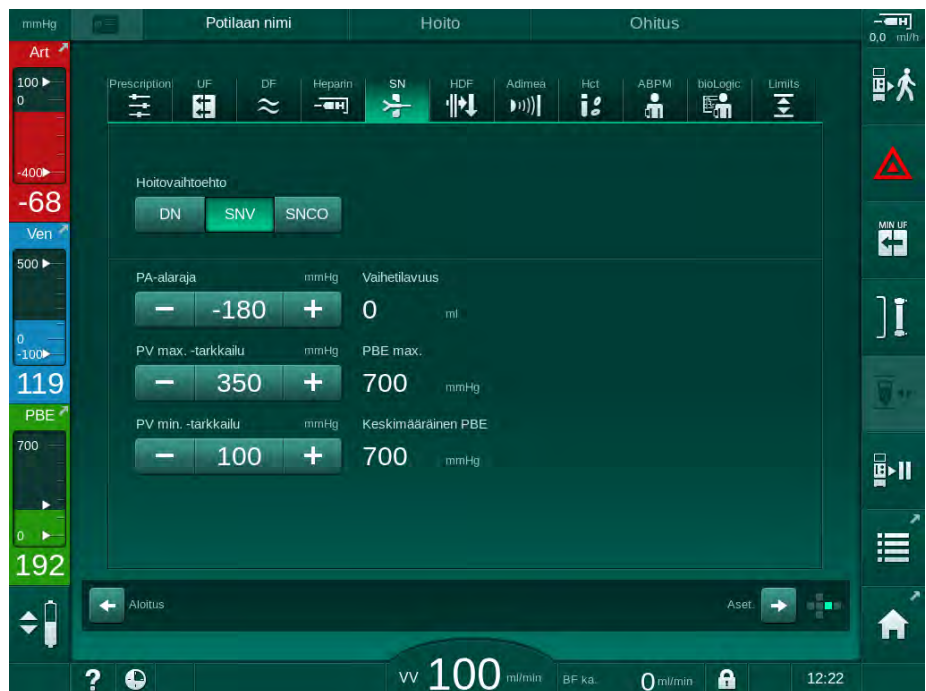 mmHg Potilaan nimi Hoito Ohitus
0,0 ml/h
Art
100
0
-400
-68
Ven
500
0
-100
119
PBE
700
0
192
Prescription UF DF Heparin SN HDF Adimea Hct ABPM bioLogic Limits
Hoitovaihtoehto
DN SNV SNCO
PA-alaraja mmHg Vaihetilavuus
− -180 + 0 ml
PV max. -tarkkailu mmHg PBE max.
− 350 + 700 mmHg
PV min. -tarkkailu mmHg Keskimääräinen PBE
− 100 + 700 mmHg
MIN UF
Aloitus Aset.
? VV 100 ml/min BF ka. 0 ml/min 12:22